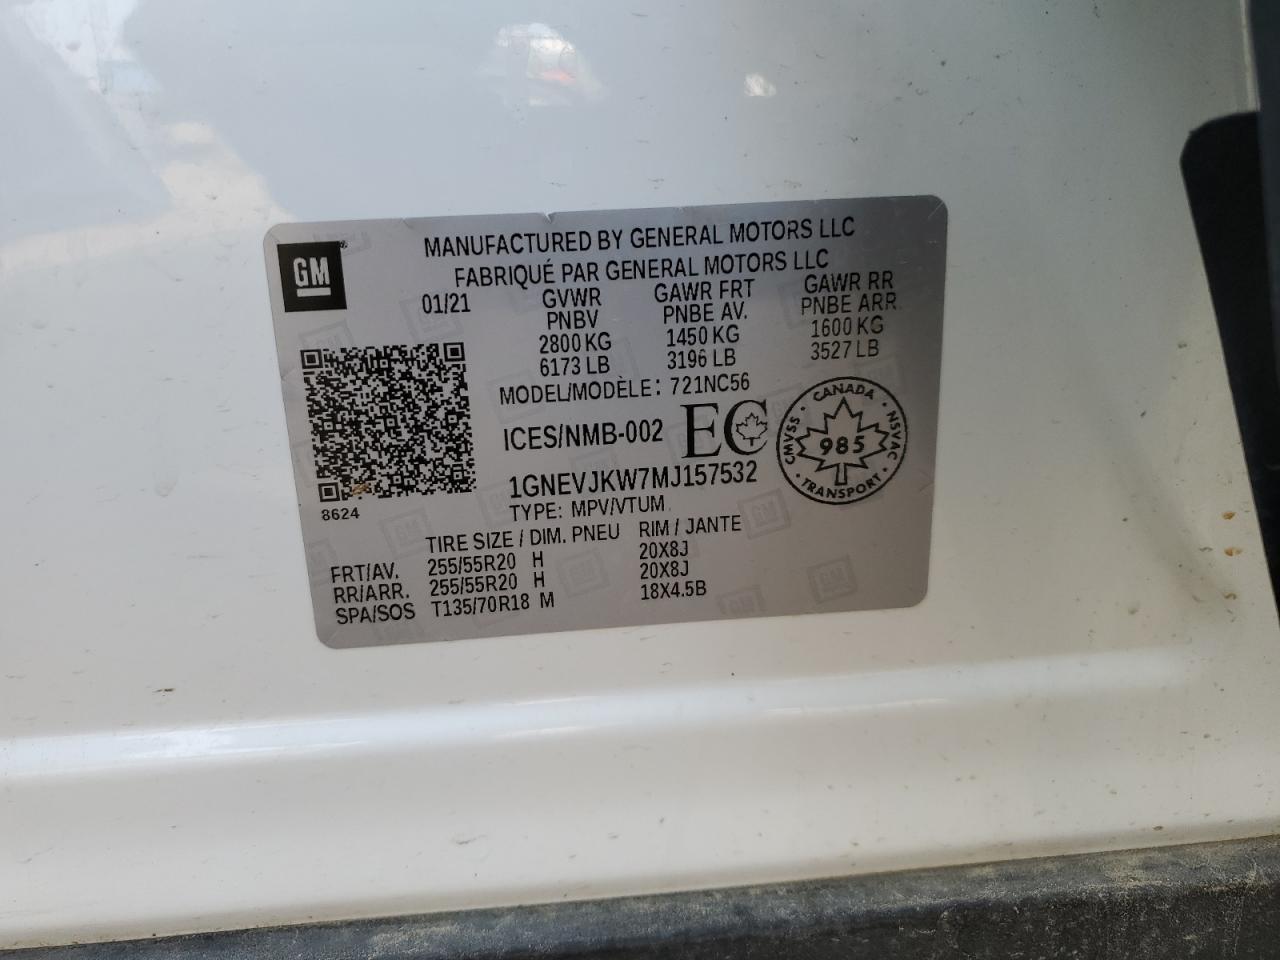 GM ®
MANUFACTURED BY GENERAL MOTORS LLC
FABRIQUÉ PAR GENERAL MOTORS LLC
01/21 GVWR GAWR FRT GAWR RR
PNBV PNBE AV. PNBE ARR.
2800 KG 1450 KG 1600 KG
6173 LB 3196 LB 3527 LB
MODEL/MODÈLE: 721NC56
ICES/NMB-002 EC
CANADA
CMVSS · NSVAC
985
TRANSPORT
1GNEVJKW7MJ157532
8624
TYPE: MPV/VTUM
TIRE SIZE / DIM. PNEU RIM / JANTE
FRT/AV. 255/55R20 H 20X8J
RR/ARR. 255/55R20 H 20X8J
SPA/SOS T135/70R18 M 18X4.5B